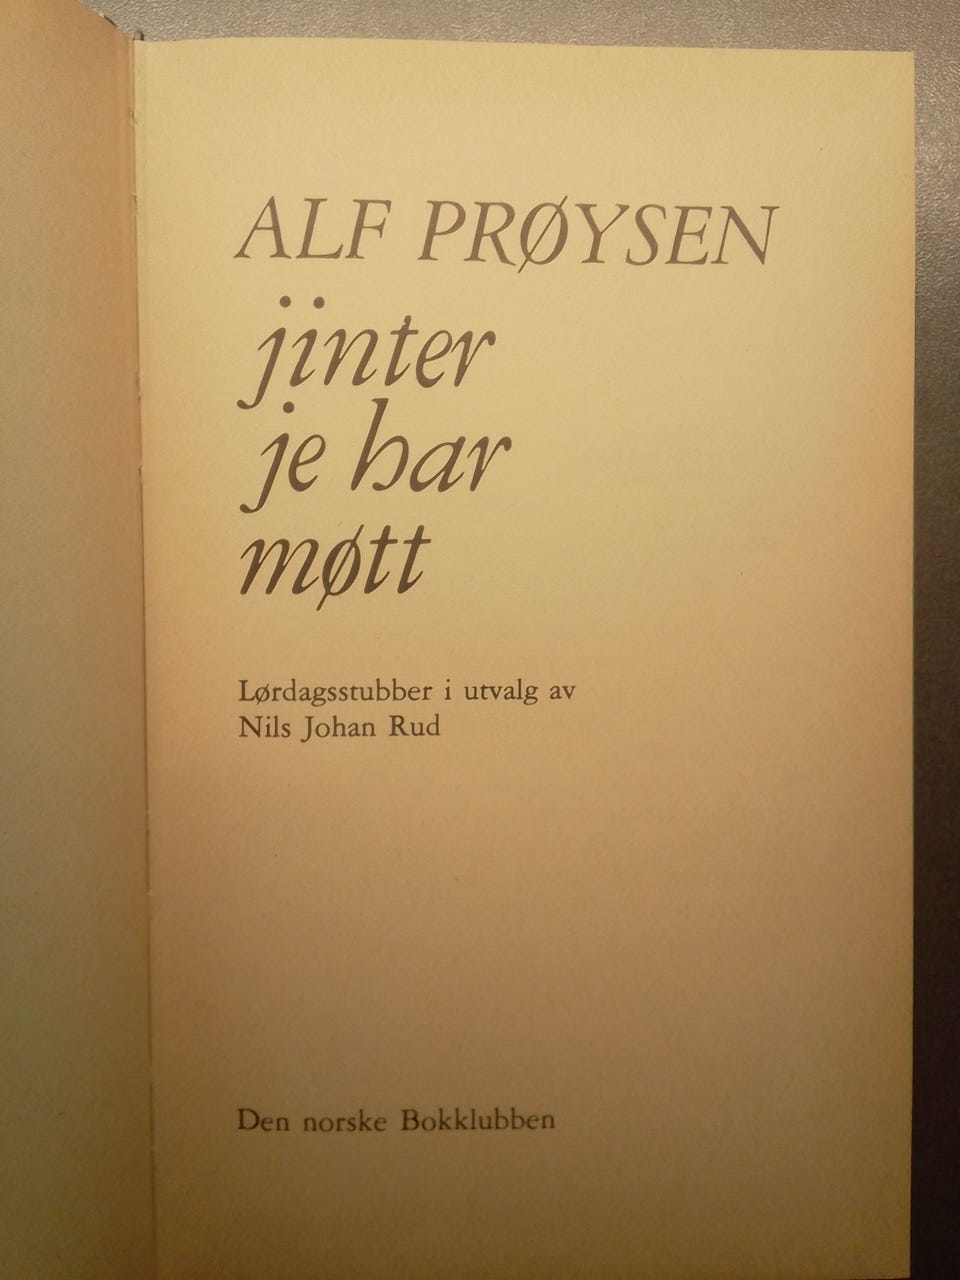 ALF PRØYSEN
jinter
je har
møtt
Lørdagsstubber i utvalg av
Nils Johan Rud
Den norske Bokklubben